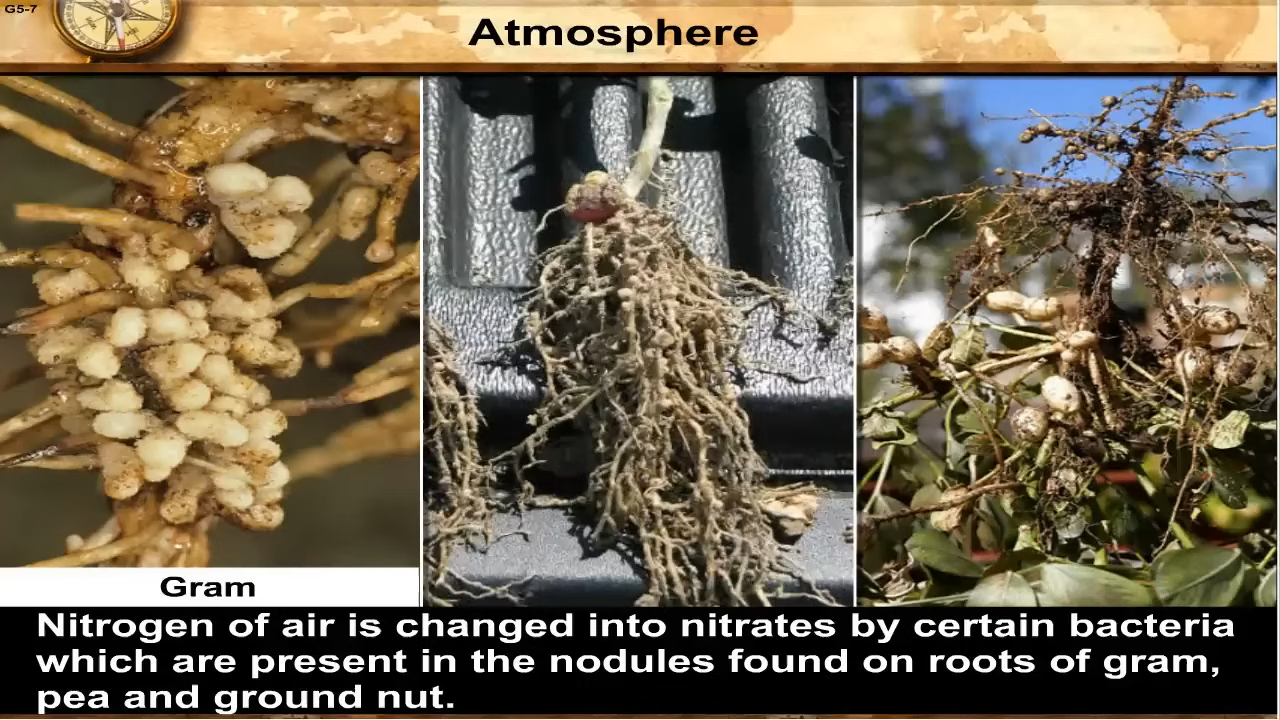 G5-7
Atmosphere
Gram
Nitrogen of air is changed into nitrates by certain bacteria
which are present in the nodules found on roots of gram,
pea and ground nut.